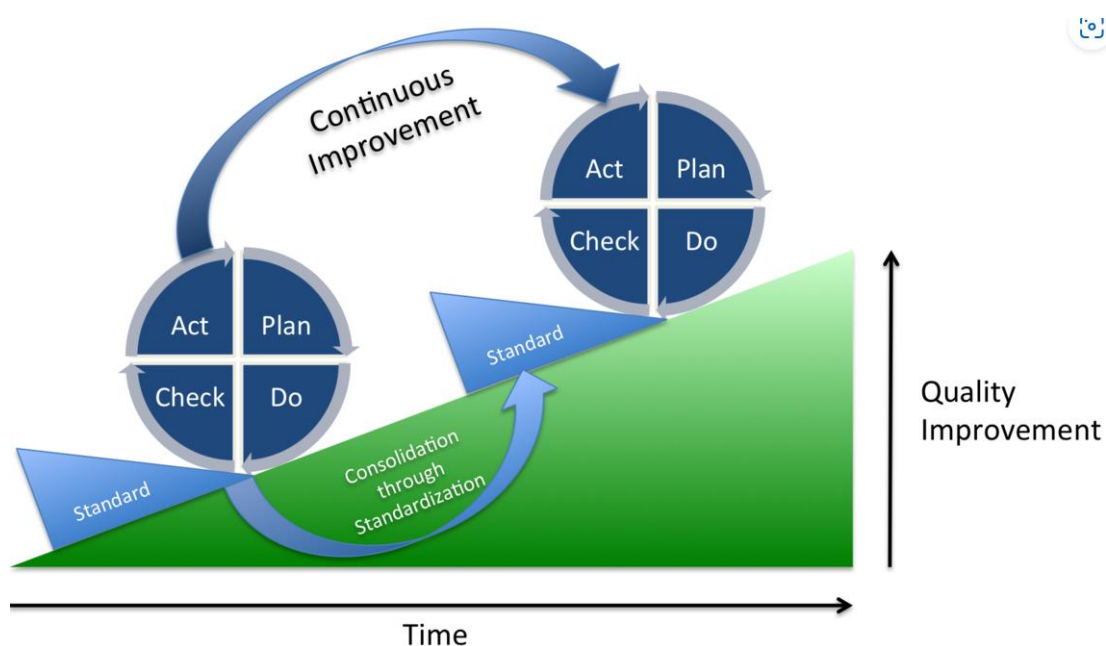 Continuous
Improvement
Act
Plan
Check
Do
Act
Plan
Check
Do
Standard
Standard
Consolidation
through
Standardization
Quality
Improvement
Time